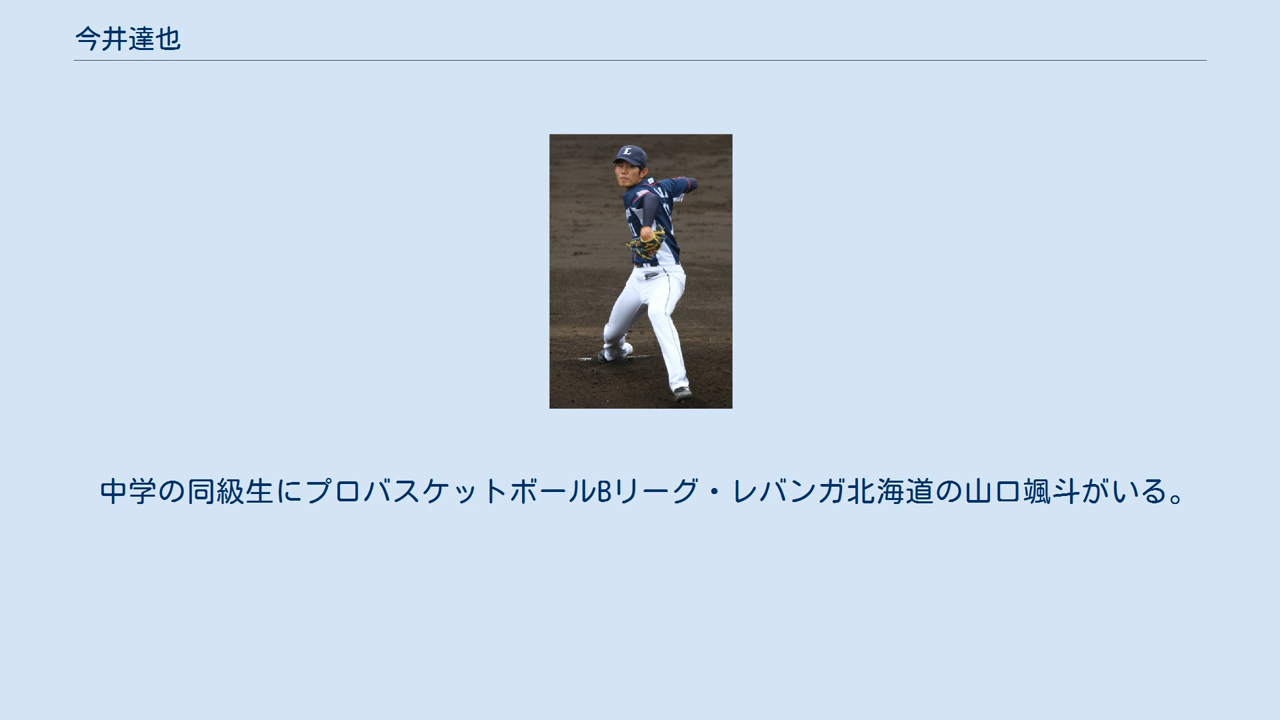 今井達也
L
中学の同級生にプロバスケットボールBリーグ・レバンガ北海道の山口颯斗がいる。